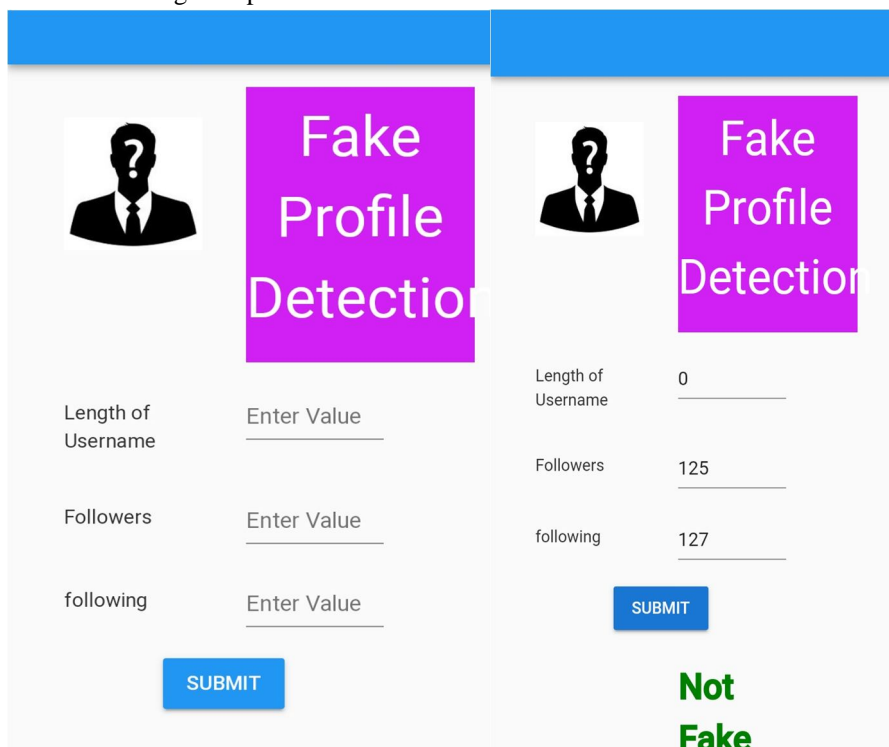 ?
Fake
Profile
Detection
Length of
Username
Enter Value
Followers
Enter Value
following
Enter Value
SUBMIT
?
Fake
Profile
Detection
Length of
Username
0
Followers
125
following
127
SUBMIT
Not
Fake